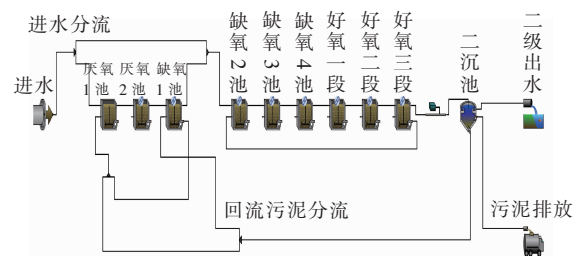 进水分流
进水
厌氧1池
厌氧2池
缺氧1池
缺氧2池
缺氧3池
缺氧4池
好氧一段
好氧二段
好氧三段
二沉池
二级出水
回流污泥分流
污泥排放